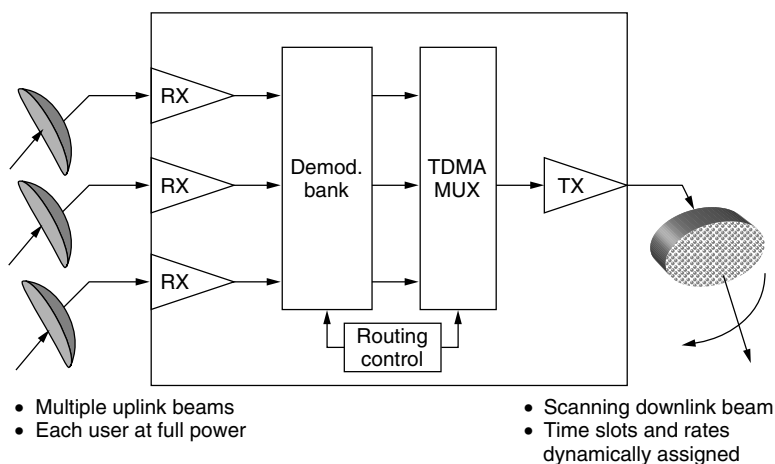 RX
RX
RX
Demod.
bank
TDMA
MUX
TX
Routing
control
• Multiple uplink beams
• Each user at full power
• Scanning downlink beam
• Time slots and rates
dynamically assigned